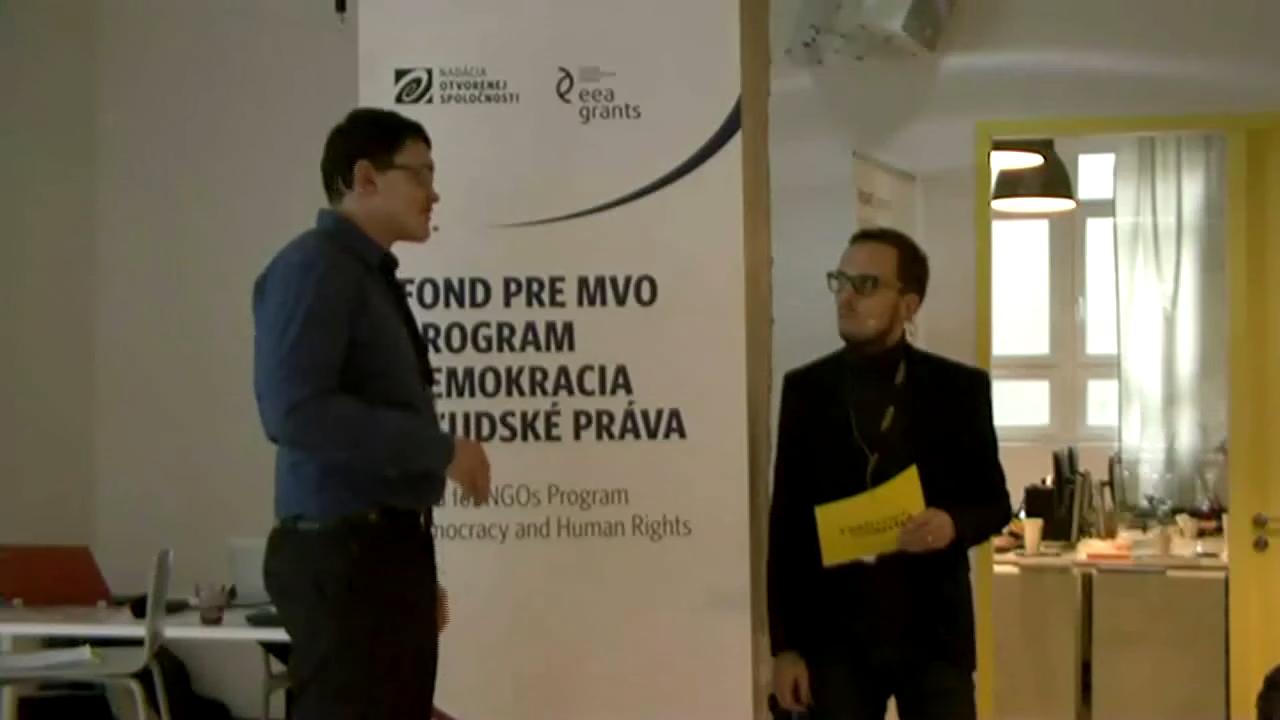 NADÁCIA
OTVORENEJ
SPOLOČNOSTI
eea
grants
FOND PRE MVO
ROGRAM
EMOKRACIA
ĽUDSKÉ PRÁVA
NGOs Program
mocracy and Human Rights